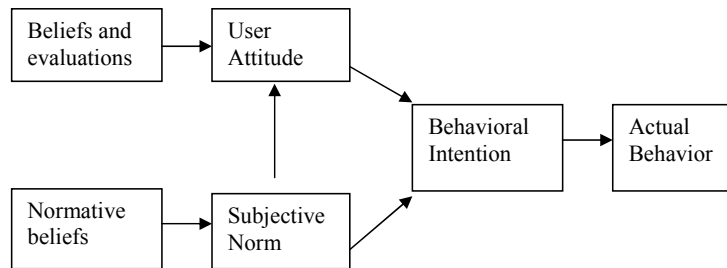 Beliefs and
evaluations
User
Attitude
Behavioral
Intention
Actual
Behavior
Normative
beliefs
Subjective
Norm